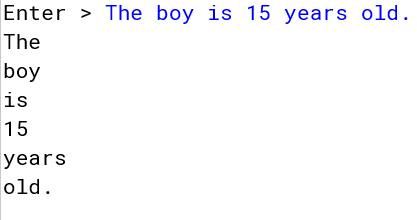 Enter > The boy is 15 years old.
The
boy
is
15
years
old.